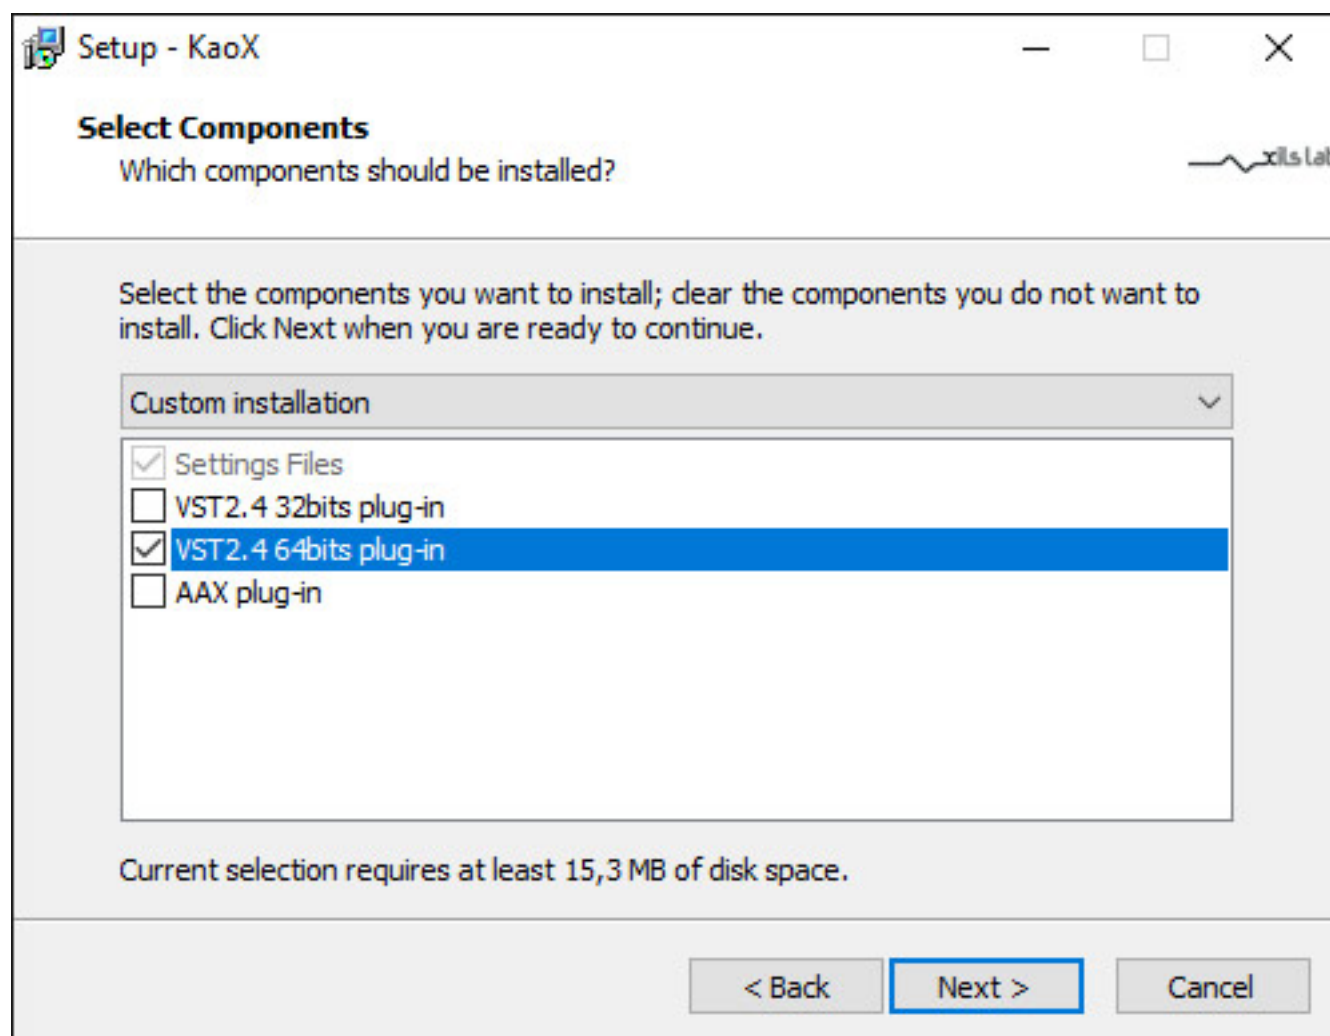 Setup - KaoX
Select Components
Which components should be installed?
xils lab
Select the components you want to install; clear the components you do not want to
install. Click Next when you are ready to continue.
Custom installation
Settings Files
VST2.4 32bits plug-in
VST2.4 64bits plug-in
AAX plug-in
Current selection requires at least 15,3 MB of disk space.
< Back
Next >
Cancel